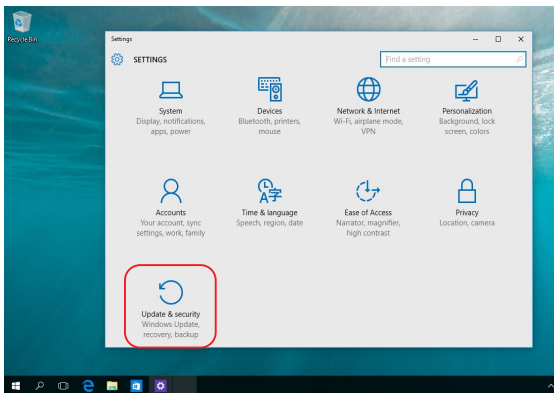 Recycle Bin
Settings
SETTINGS
Find a setting
System
Display, notifications,
apps, power
Devices
Bluetooth, printers,
mouse
Network & Internet
Wi-Fi, airplane mode,
VPN
Personalization
Background, lock
screen, colors
Accounts
Your account, sync
settings, work, family
Time & language
Speech, region, date
Ease of Access
Narrator, magnifier,
high contrast
Privacy
Location, camera
Update & security
Windows Update,
recovery, backup